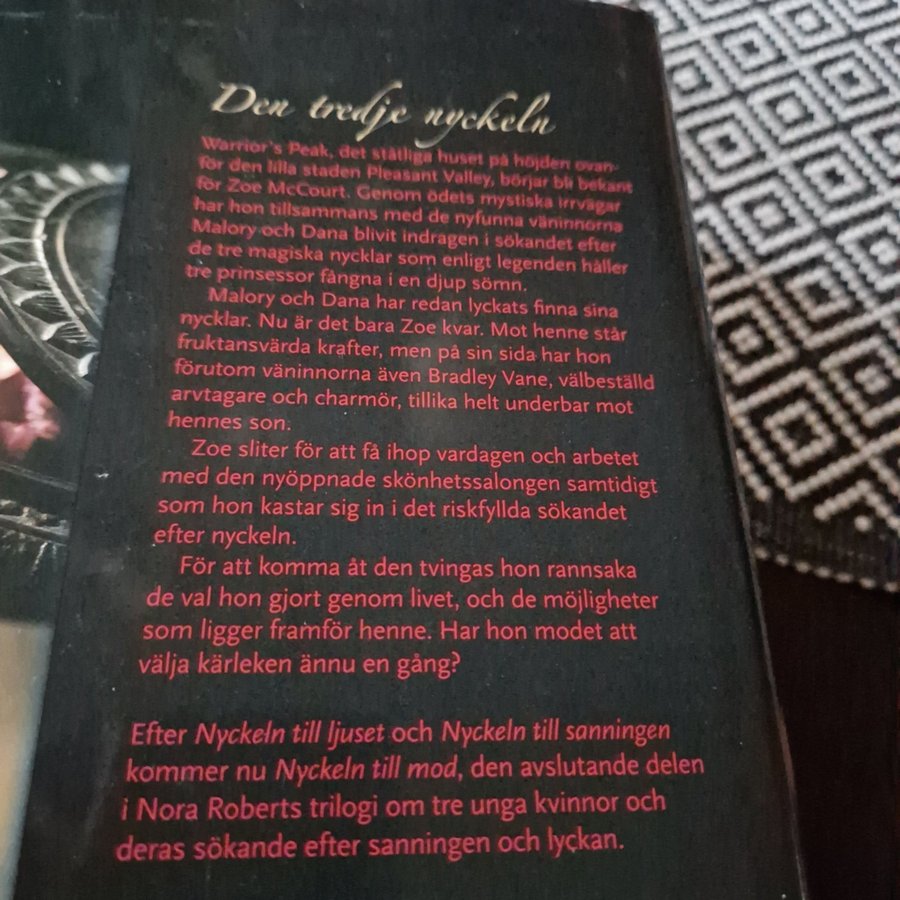 Den tredje nyckeln
Warrior's Peak, det ståtliga huset på höjden ovan-
för den lilla staden Pleasant Valley, börjar bli bekant
för Zoe McCourt. Genom ödets mystiska irrvägar
har hon tillsammans med de nyfunna väninnorna
Malory och Dana blivit indragen i sökandet efter
de tre magiska nycklar som enligt legenden håller
tre prinsessor fångna i en djup sömn.
Malory och Dana har redan lyckats finna sina
nycklar. Nu är det bara Zoe kvar. Mot henne står
fruktansvärda krafter, men på sin sida har hon
förutom väninnorna även Bradley Vane, välbeställd
arvtagare och charmör, tillika helt underbar mot
hennes son.
Zoe sliter för att få ihop vardagen och arbetet
med den nyöppnade skönhetssalongen samtidigt
som hon kastar sig in i det riskfyllda sökandet
efter nyckeln.
För att komma åt den tvingas hon rannsaka
de val hon gjort genom livet, och de möjligheter
som ligger framför henne. Har hon modet att
välja kärleken ännu en gång?
Efter Nyckeln till ljuset och Nyckeln till sanningen
kommer nu Nyckeln till mod, den avslutande delen
i Nora Roberts trilogi om tre unga kvinnor och
deras sökande efter sanningen och lyckan.